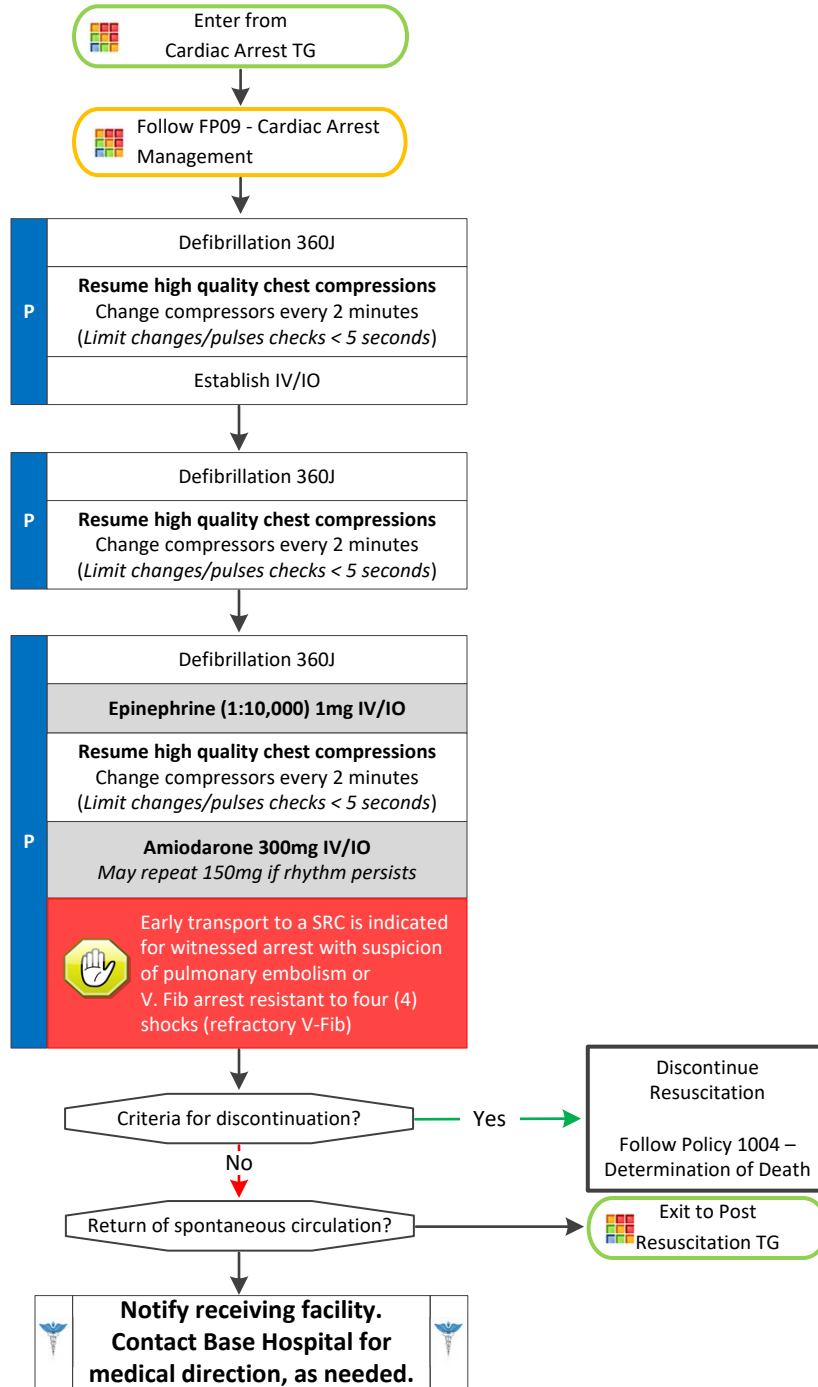 Enter from
Cardiac Arrest TG
Follow FP09 - Cardiac Arrest
Management
P
Defibrillation 360J
Resume high quality chest compressions
Change compressors every 2 minutes
(Limit changes/pulses checks < 5 seconds)
Establish IV/IO
P
Defibrillation 360J
Resume high quality chest compressions
Change compressors every 2 minutes
(Limit changes/pulses checks < 5 seconds)
P
Defibrillation 360J
Epinephrine (1:10,000) 1mg IV/IO
Resume high quality chest compressions
Change compressors every 2 minutes
(Limit changes/pulses checks < 5 seconds)
Amiodarone 300mg IV/IO
May repeat 150mg if rhythm persists
Early transport to a SRC is indicated
for witnessed arrest with suspicion
of pulmonary embolism or
V. Fib arrest resistant to four (4)
shocks (refractory V-Fib)
Criteria for discontinuation?
Yes
Discontinue
Resuscitation
Follow Policy 1004 –
Determination of Death
No
Return of spontaneous circulation?
Exit to Post
Resuscitation TG
Notify receiving facility.
Contact Base Hospital for
medical direction, as needed.